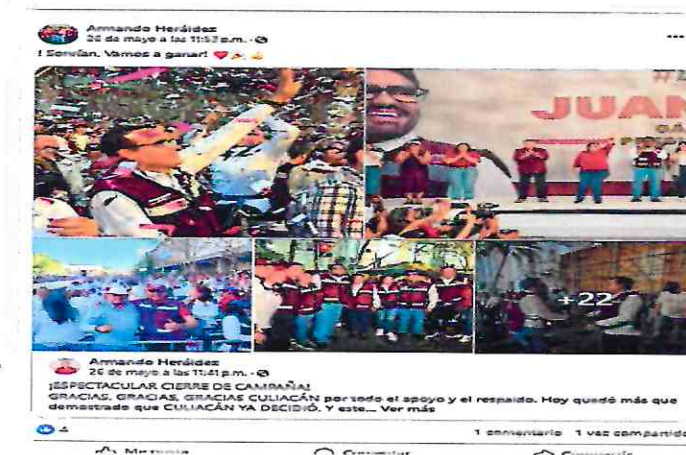 Armando Heráldez
26 de mayo a las 11:52 p.m.
! Sonrían. Vamos a ganar!
JUAN
+22
Armando Heráldez
26 de mayo a las 11:41 p.m.
¡ESPECTACULAR CIERRE DE CAMPAÑA!
GRACIAS, GRACIAS, GRACIAS CULIACÁN por todo el apoyo y el respaldo. Hoy quedó más que
demostrado que CULIACÁN YA DECIDIÓ. Y este... Ver más
1 comentario 1 vez compartido